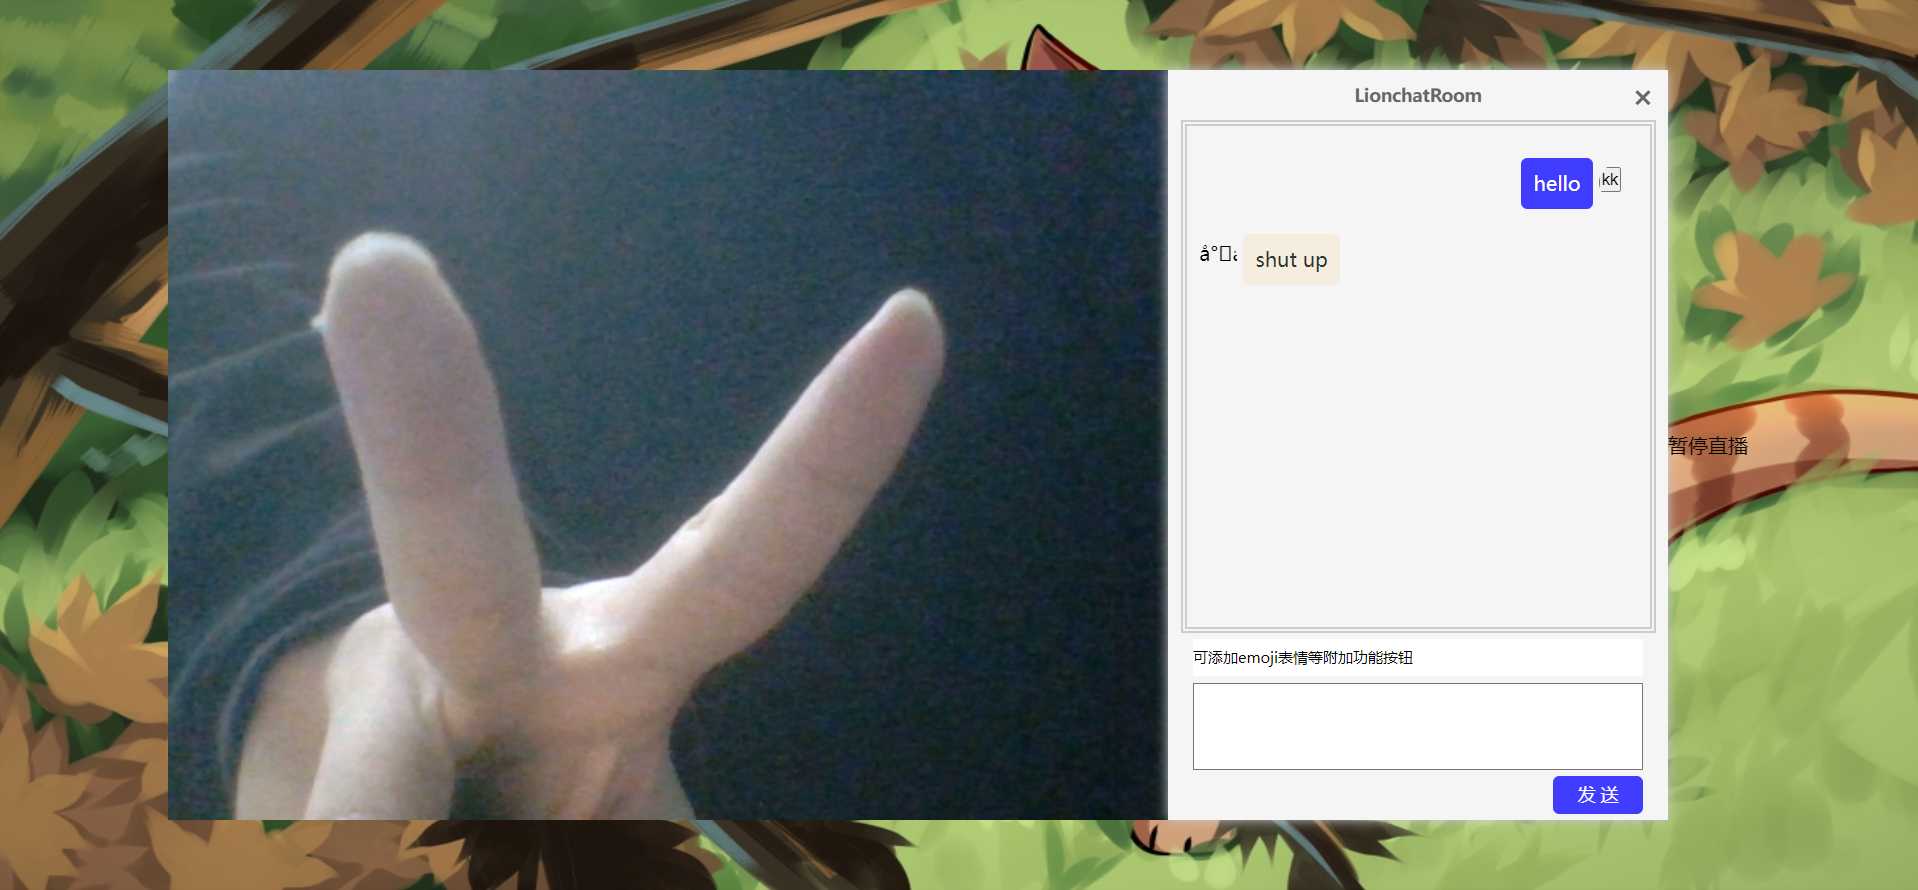 LionchatRoom
hello kk
shut up
暂停直播
可添加emoji表情等附加功能按钮
发送